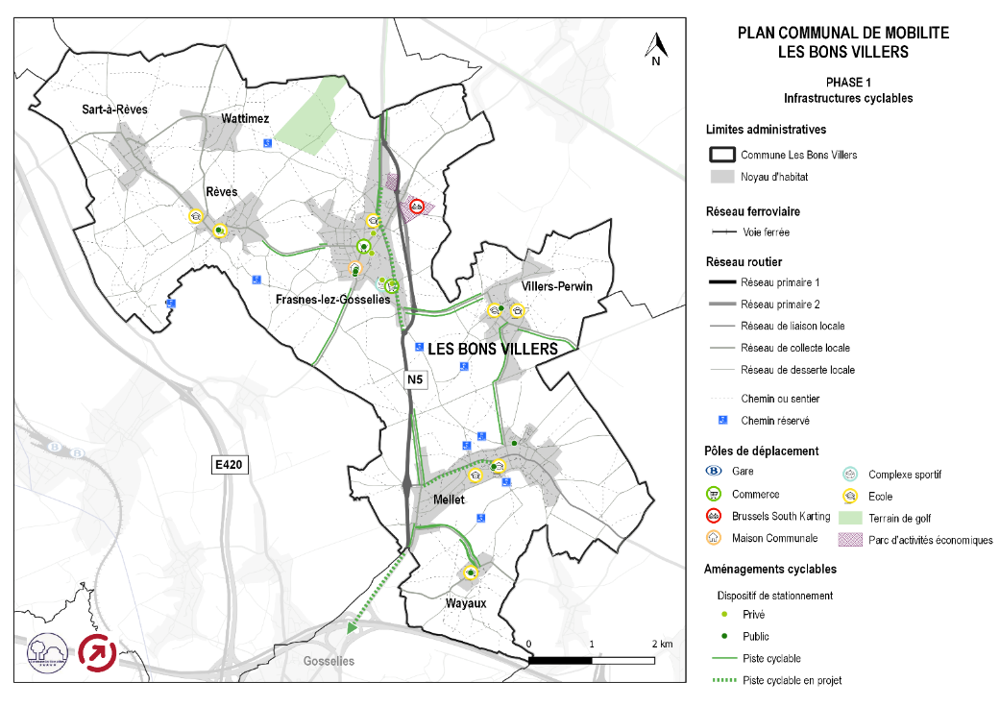 PLAN COMMUNAL DE MOBILITE
LES BONS VILLERS
PHASE 1
Infrastructures cyclables
Limites administratives
Commune Les Bons Villers
Noyau d'habitat
Réseau ferroviaire
Voie ferrée
Réseau routier
Réseau primaire 1
Réseau primaire 2
Réseau de liaison locale
Réseau de collecte locale
Réseau de desserte locale
Chemin ou sentier
Chemin réservé
Pôles de déplacement
B Gare
Commerce
Brussels South Karting
Maison Communale
Complexe sportif
Ecole
Terrain de golf
Parc d'activités économiques
Aménagements cyclables
Dispositif de stationnement
Privé
Public
Piste cyclable
Piste cyclable en projet
N
Sart-à-Rèves
Wattimez
Rèves
Frasnes-lez-Gosselies
Villers-Perwin
LES BONS VILLERS
N5
E420
B B
Mellet
Wayaux
Gosselies
0 1 2 km